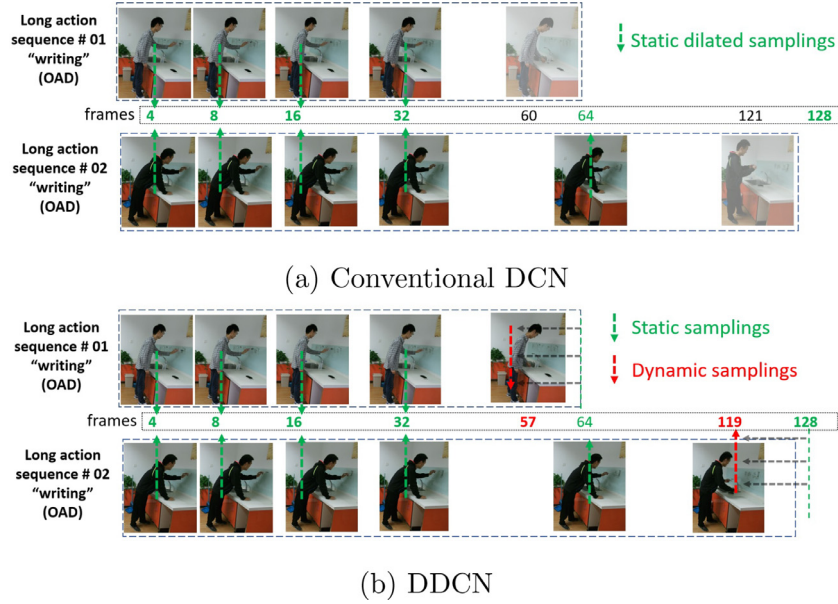 Long action
sequence # 01
“writing”
(OAD)
Static dilated samplings
frames 4 8 16 32 60 64 121 128
Long action
sequence # 02
“writing”
(OAD)
(a) Conventional DCN
Long action
sequence # 01
“writing”
(OAD)
Static samplings
Dynamic samplings
frames 4 8 16 32 57 64 119 128
Long action
sequence # 02
“writing”
(OAD)
(b) DDCN